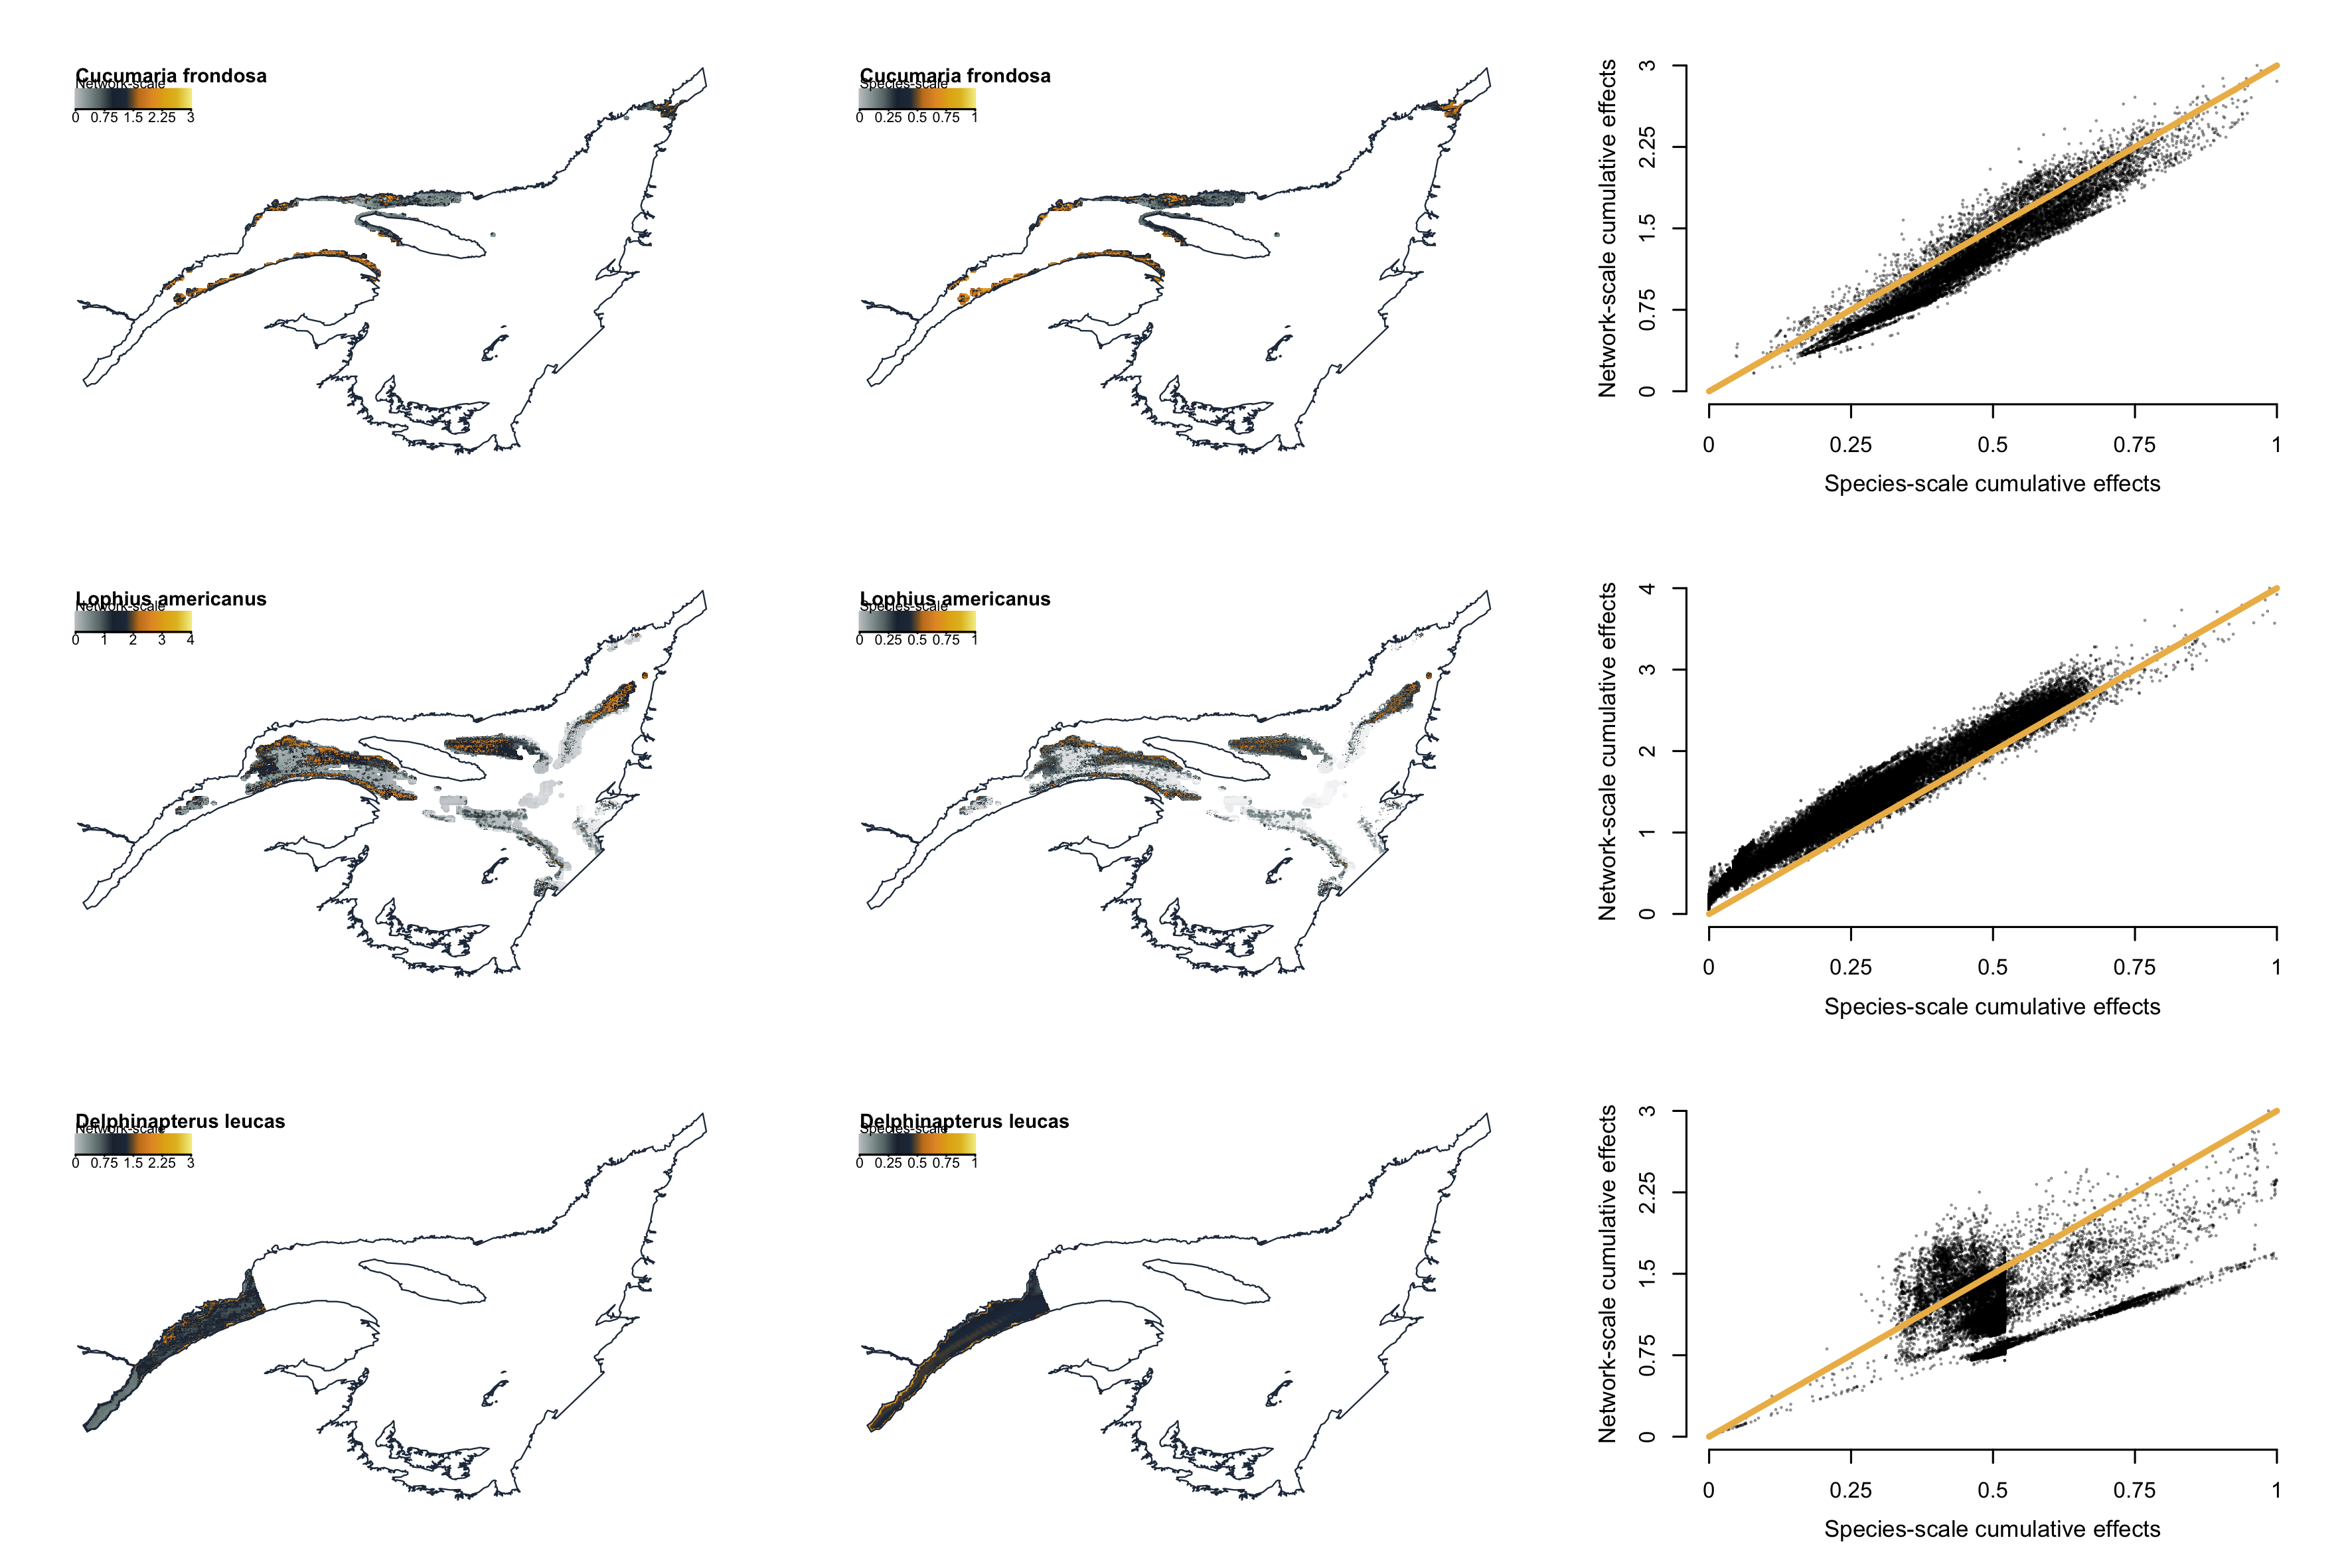 Cucumaria frondosa
Network-scale
0 0.75 1.5 2.25 3
Cucumaria frondosa
Species-scale
0 0.25 0.5 0.75 1
Network-scale cumulative effects
3
2.25
1.5
0.75
0
0 0.25 0.5 0.75 1
Species-scale cumulative effects
Lophius americanus
Network-scale
0 1 2 3 4
Lophius americanus
Species-scale
0 0.25 0.5 0.75 1
Network-scale cumulative effects
4
3
2
1
0
0 0.25 0.5 0.75 1
Species-scale cumulative effects
Delphinapterus leucas
Network-scale
0 0.75 1.5 2.25 3
Delphinapterus leucas
Species-scale
0 0.25 0.5 0.75 1
Network-scale cumulative effects
3
2.25
1.5
0.75
0
0 0.25 0.5 0.75 1
Species-scale cumulative effects